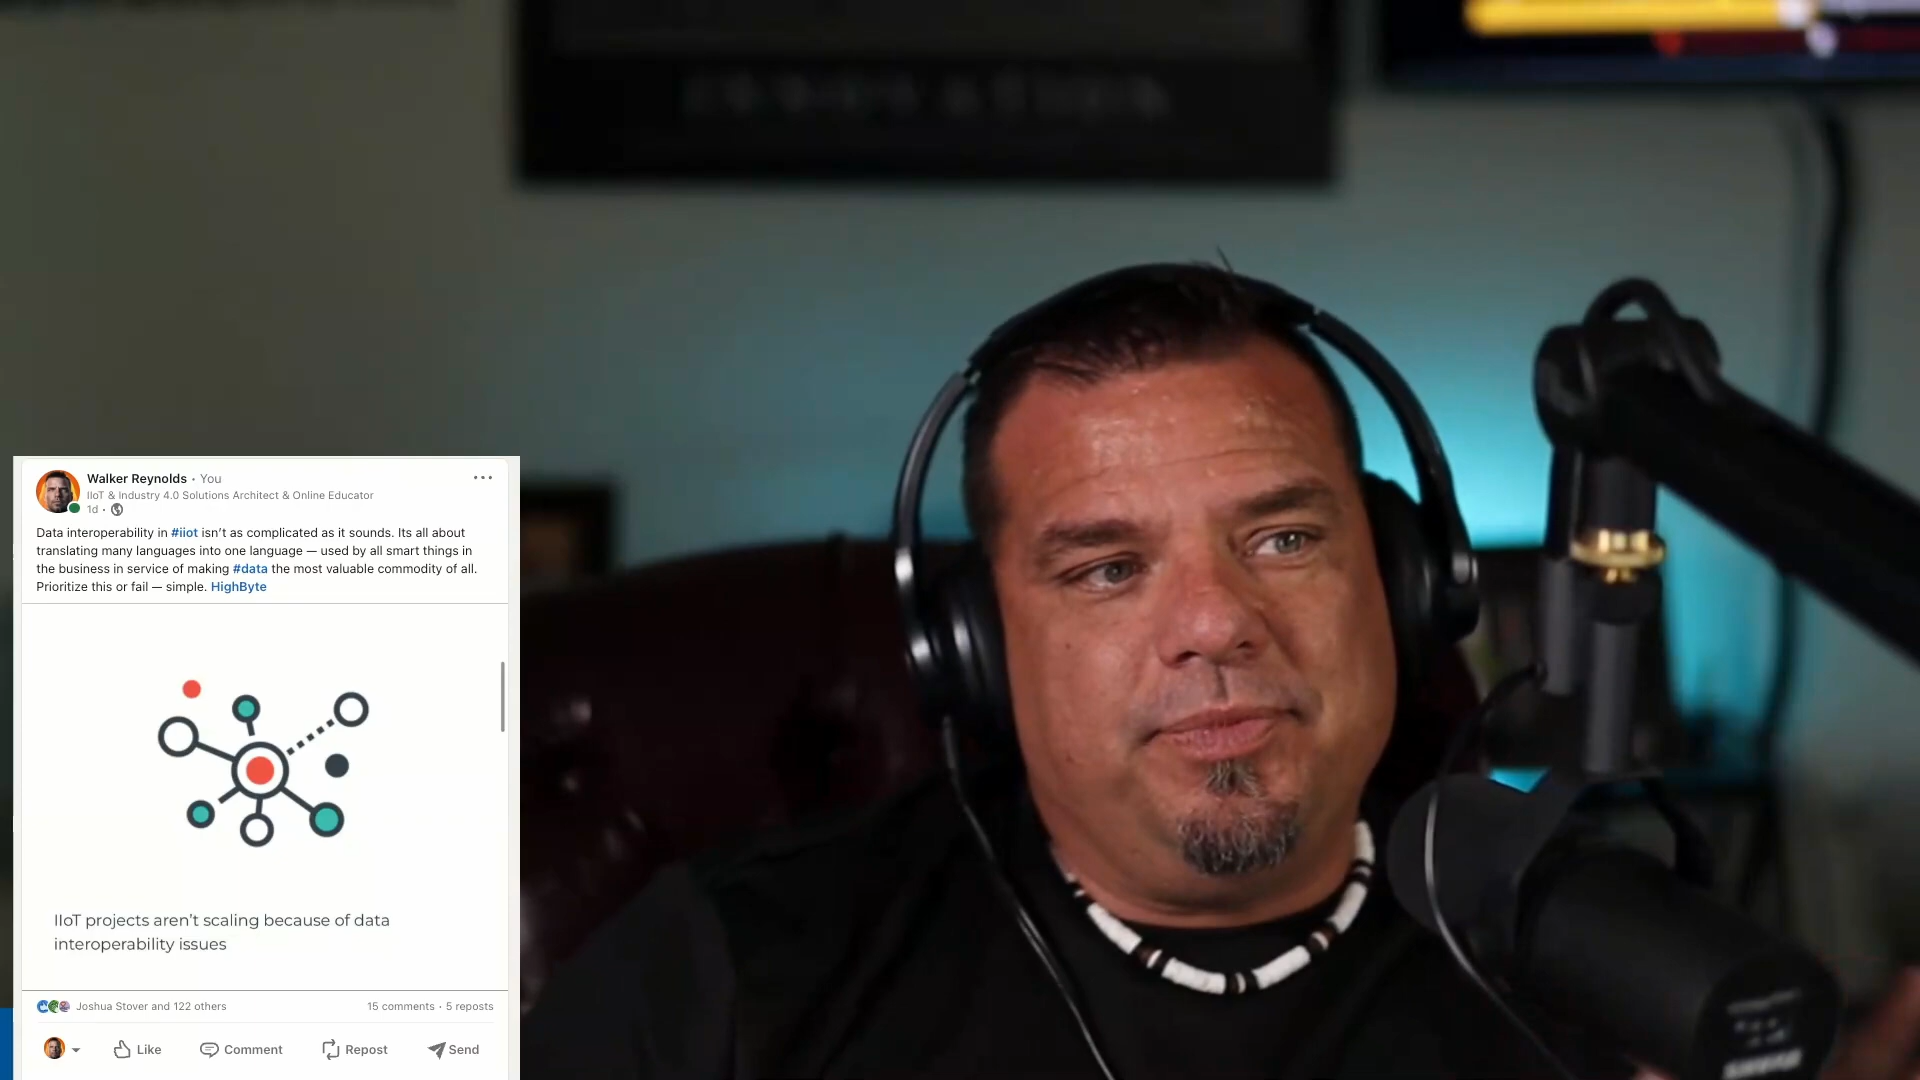 INNOVATION
Walker Reynolds • You
IIoT & Industry 4.0 Solutions Architect & Online Educator
1d •
Data interoperability in #iiot isn't as complicated as it sounds. Its all about
translating many languages into one language — used by all smart things in
the business in service of making #data the most valuable commodity of all.
Prioritize this or fail — simple. HighByte
IIoT projects aren't scaling because of data
interoperability issues
Joshua Stover and 122 others
15 comments • 5 reposts
Like
Comment
Repost
Send